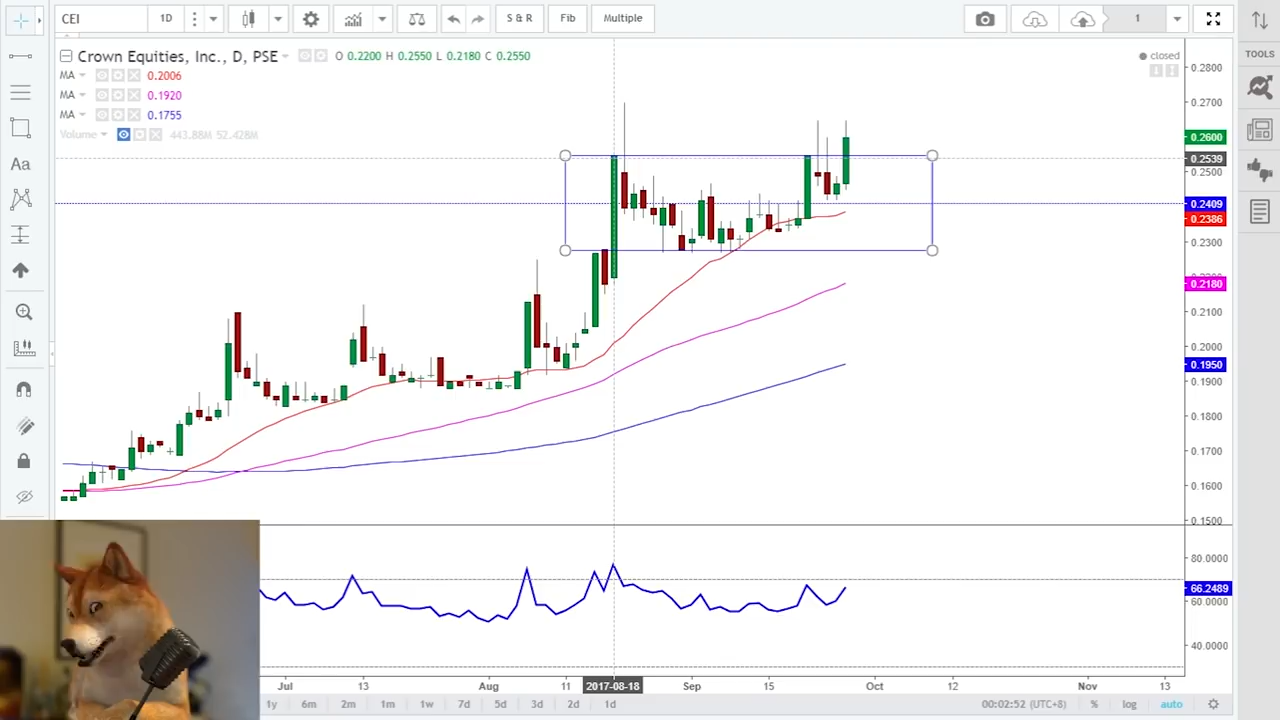 CEI 1D S & R Fib Multiple 1
Crown Equities, Inc., D, PSE O 0.2200 H 0.2550 L 0.2180 C 0.2550 closed
MA 0.2006
MA 0.1920
MA 0.1755
Volume 443.88M 52.428M
TOOLS
0.2800
0.2700
0.2600
0.2539
0.2500
0.2409
0.2386
0.2300
0.2180
0.2100
0.2000
0.1950
0.1900
0.1800
0.1700
0.1600
0.1500
80.0000
66.2489
60.0000
40.0000
Jul 13 Aug 11 2017-08-18 Sep 15 Oct 12 Nov 13
1y 6m 2m 1m 1w 7d 5d 3d 2d 1d 00:02:52 (UTC+8) % log auto